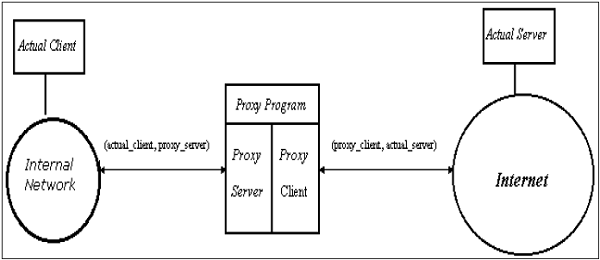 Actual Client
Actual Server
Proxy Program
(actual_client, proxy_server)
(proxy_client, actual_server)
Internal
Network
Proxy
Server
Proxy
Client
Internet